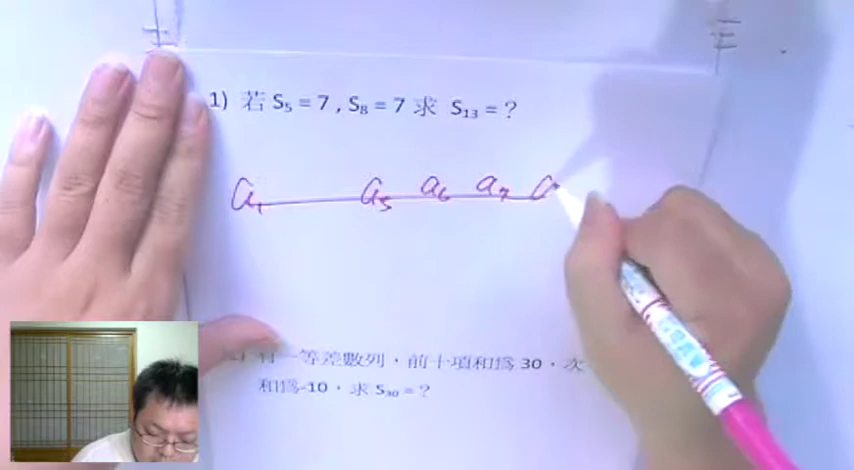 1) 若 S₅ = 7 , S₈ = 7 求 S₁₃ = ?
a₁ a₅ a₆ a₇ a
一等差數列，前十項和為 30，次
和為-10，求 S₃₀ = ?